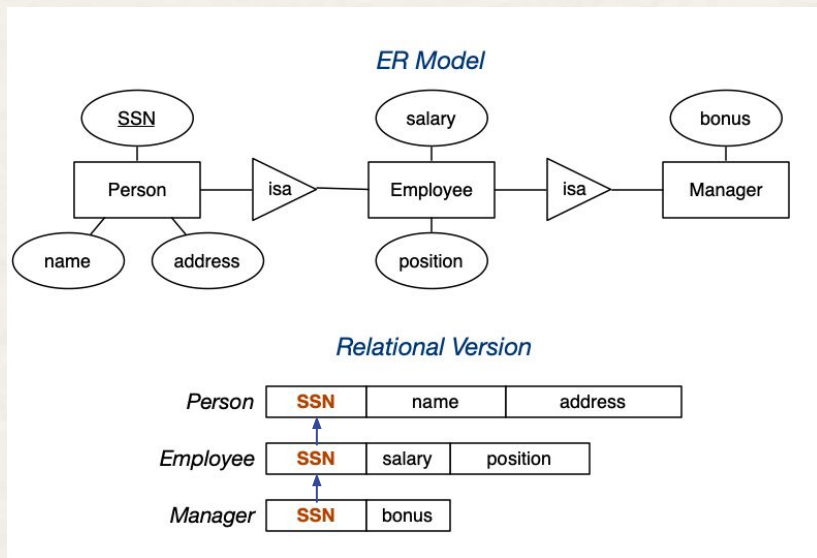 ER Model
SSN
salary
bonus
Person
isa
Employee
isa
Manager
name
address
position
Relational Version
Person SSN name address
Employee SSN salary position
Manager SSN bonus